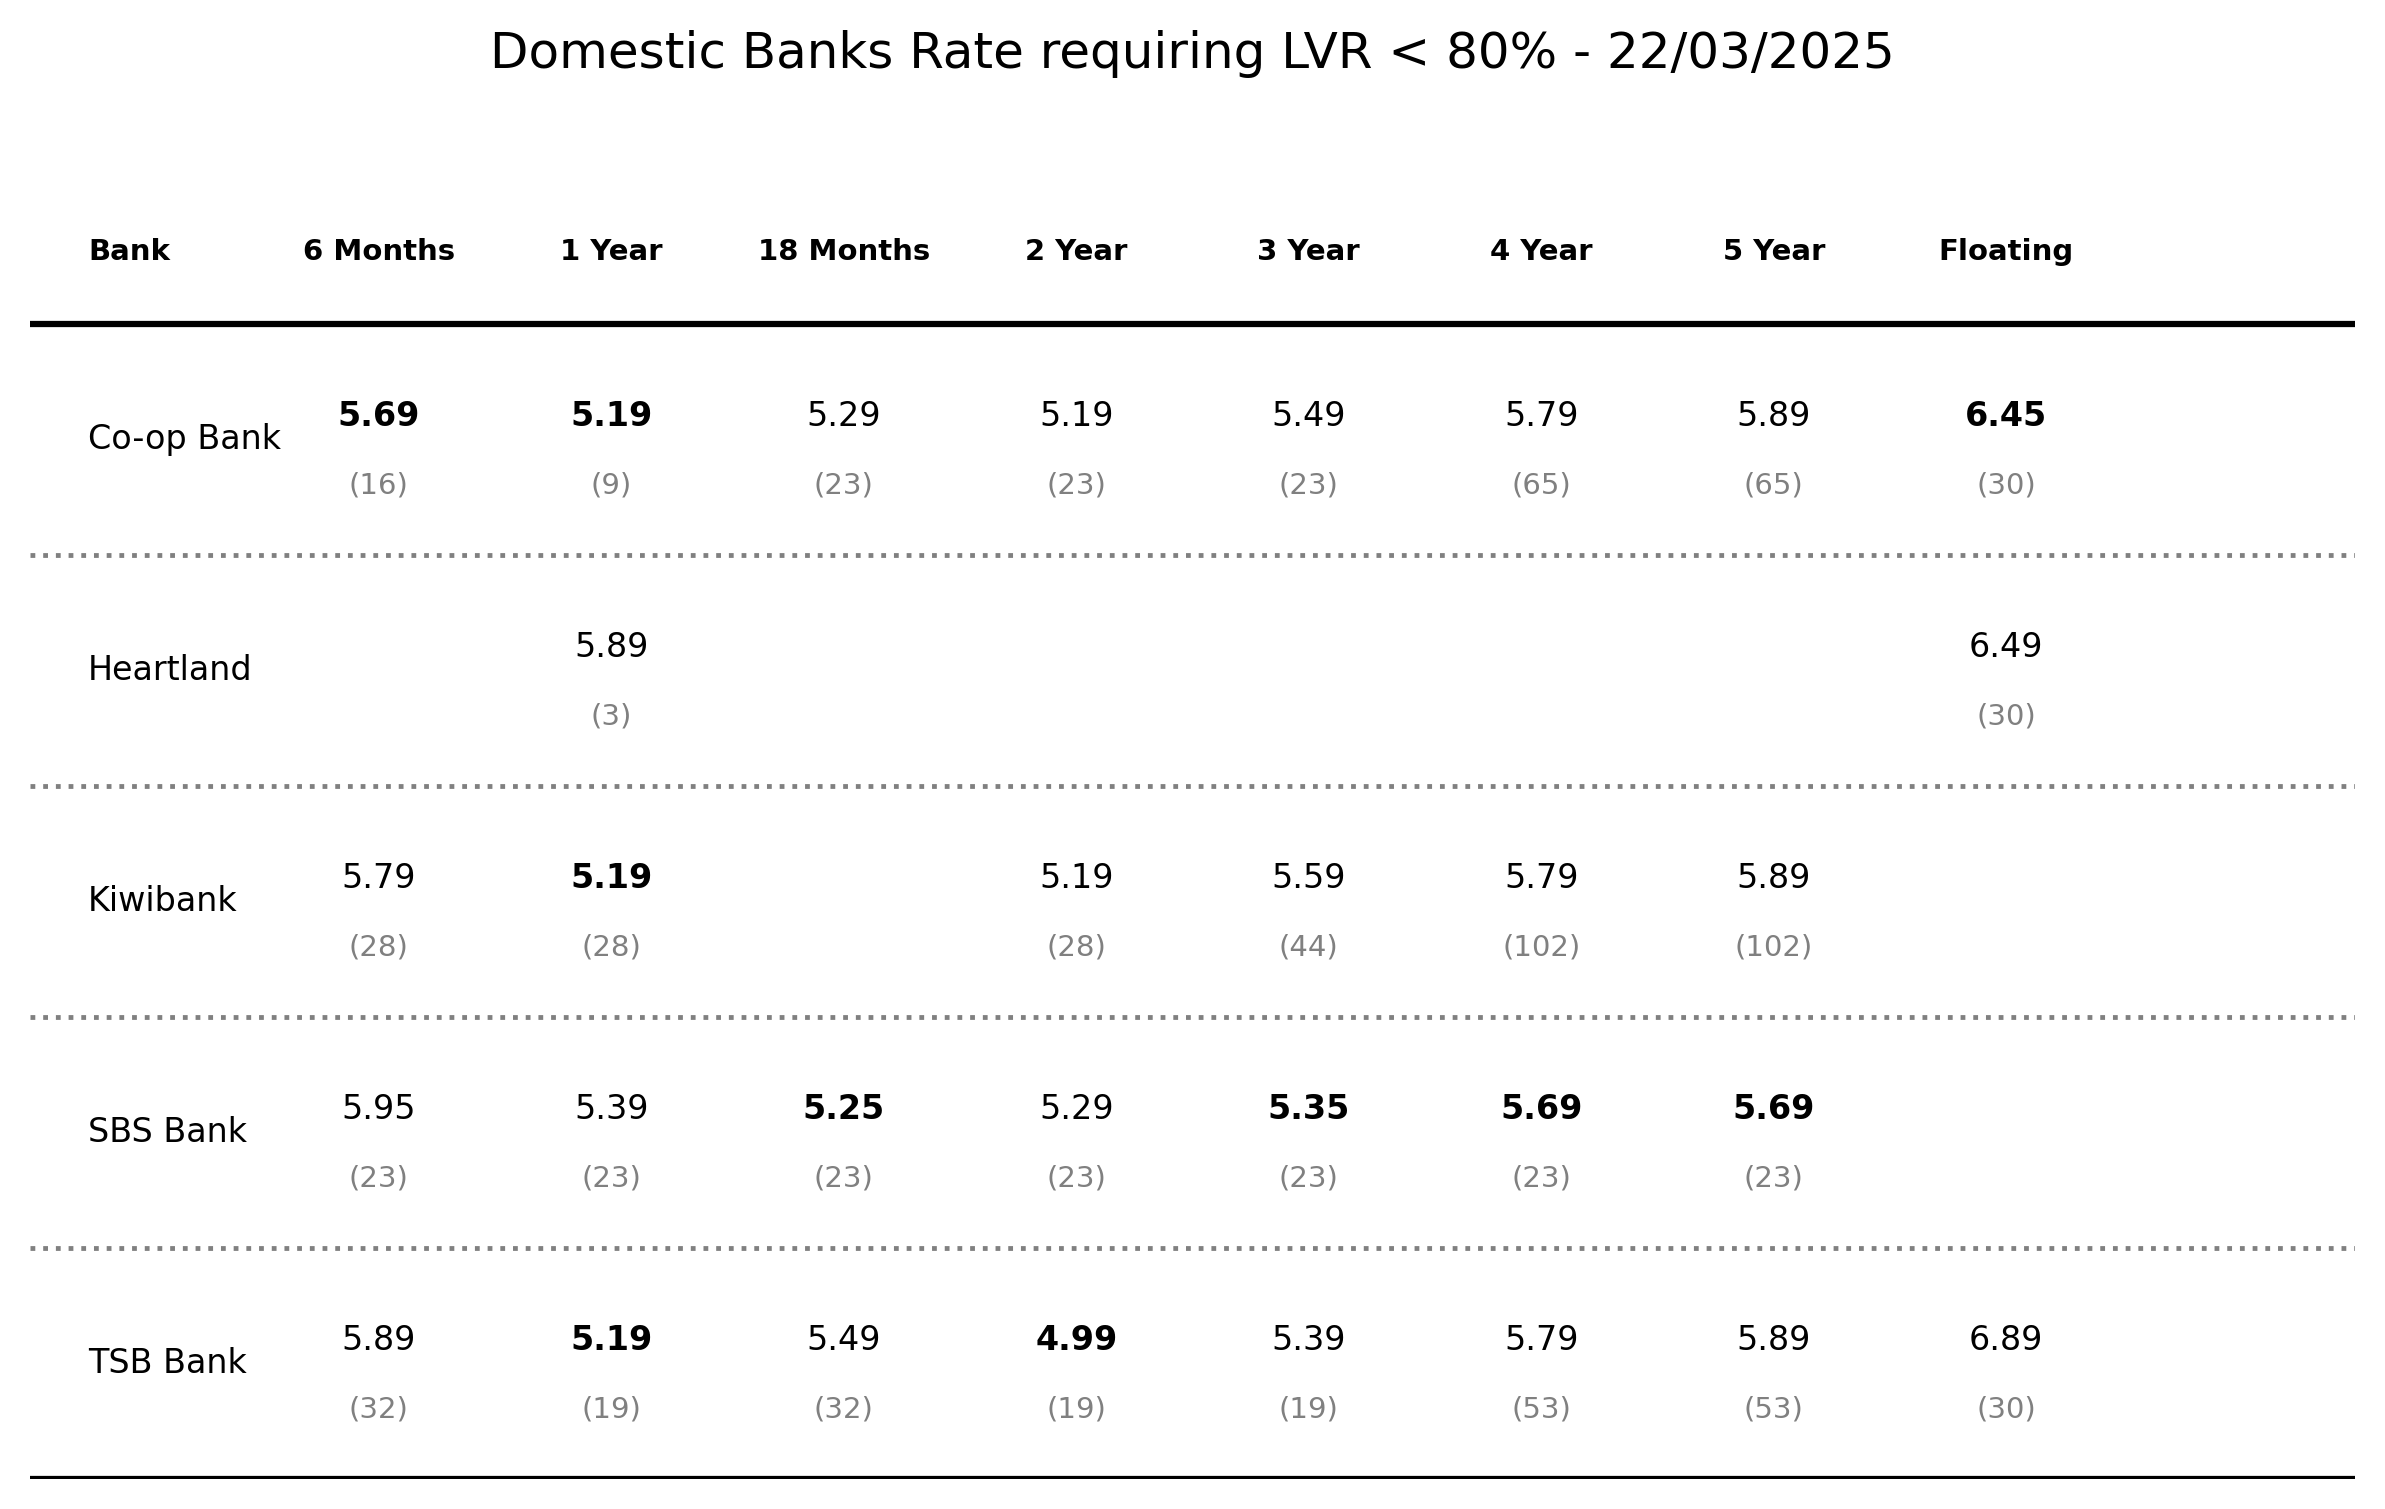 Domestic Banks Rate requiring LVR < 80% - 22/03/2025
Bank 6 Months 1 Year 18 Months 2 Year 3 Year 4 Year 5 Year Floating
Co-op Bank 5.69 5.19 5.29 5.19 5.49 5.79 5.89 6.45
(16) (9) (23) (23) (23) (65) (65) (30)
Heartland 5.89 6.49
(3) (30)
Kiwibank 5.79 5.19 5.19 5.59 5.79 5.89
(28) (28) (28) (44) (102) (102)
SBS Bank 5.95 5.39 5.25 5.29 5.35 5.69 5.69
(23) (23) (23) (23) (23) (23) (23)
TSB Bank 5.89 5.19 5.49 4.99 5.39 5.79 5.89 6.89
(32) (19) (32) (19) (19) (53) (53) (30)